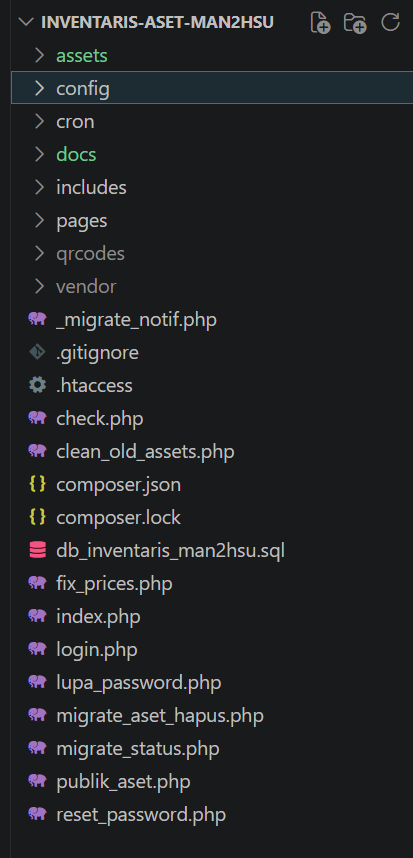 INVENTARIS-ASET-MAN2HSU
assets
config
cron
docs
includes
pages
qrcodes
vendor
_migrate_notif.php
.gitignore
.htaccess
check.php
clean_old_assets.php
{} composer.json
{} composer.lock
db_inventaris_man2hsu.sql
fix_prices.php
index.php
login.php
lupa_password.php
migrate_aset_hapus.php
migrate_status.php
publik_aset.php
reset_password.php